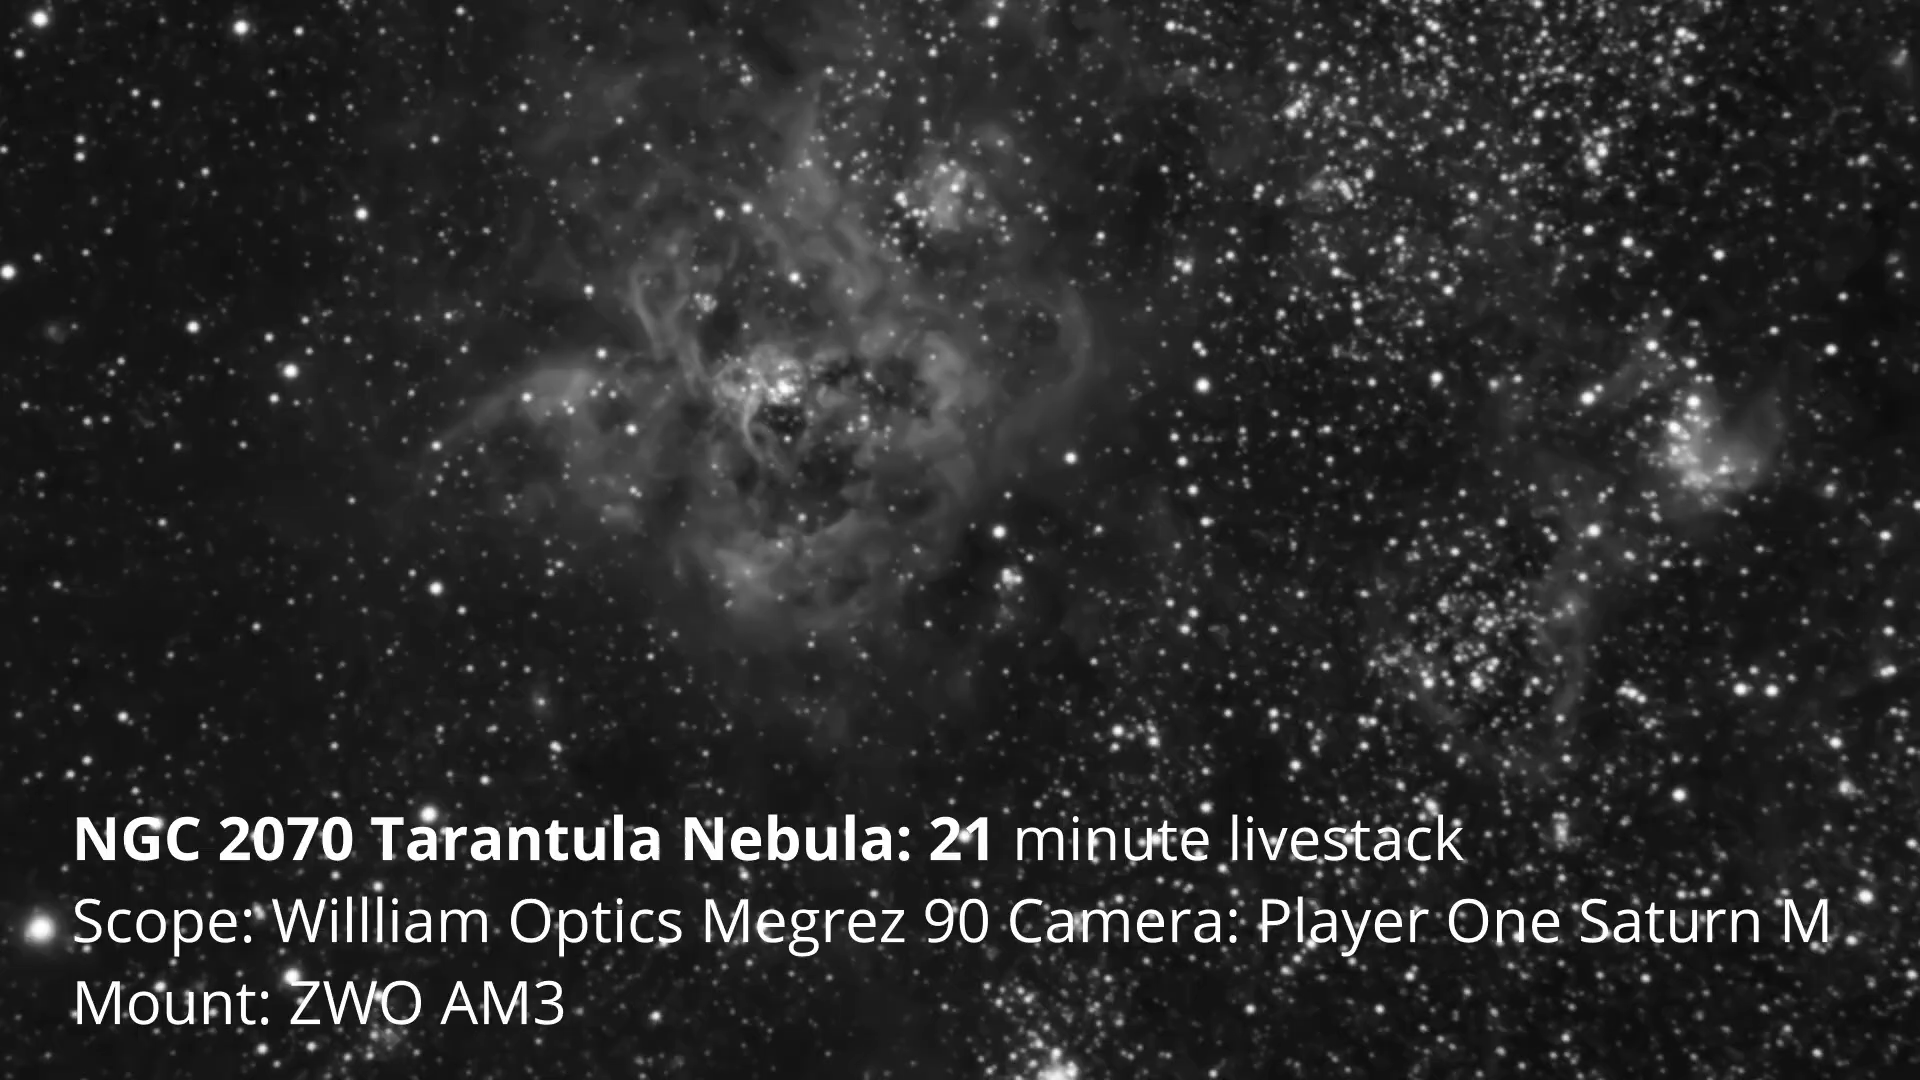 NGC 2070 Tarantula Nebula: 21 minute livestack
Scope: Willliam Optics Megrez 90 Camera: Player One Saturn M
Mount: ZWO AM3